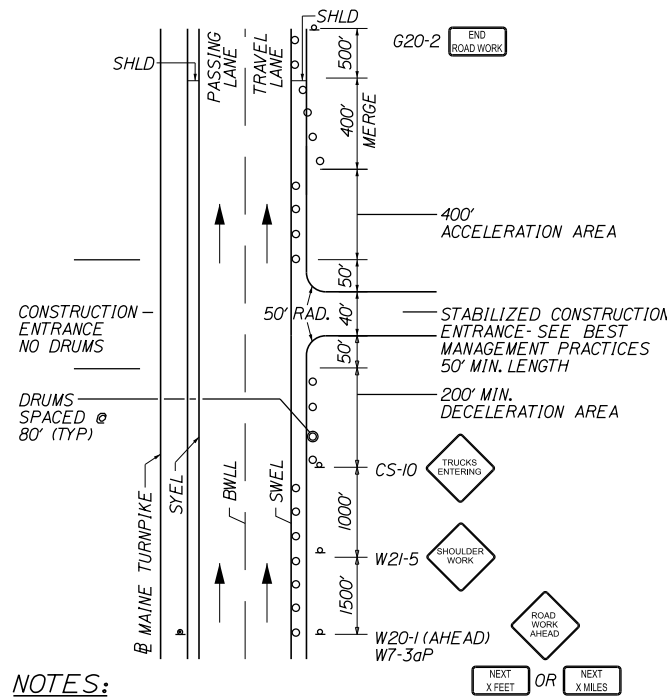 SHLD
G20-2
END
ROAD WORK
SHLD
PASSING
LANE
TRAVEL
LANE
500'
400'
MERGE
400'
ACCELERATION AREA
50'
CONSTRUCTION
ENTRANCE
NO DRUMS
50' RAD.
40'
STABILIZED CONSTRUCTION
ENTRANCE- SEE BEST
MANAGEMENT PRACTICES
50' MIN. LENGTH
50'
DRUMS
SPACED @
80' (TYP)
200' MIN.
DECELERATION AREA
CS-10
TRUCKS
ENTERING
₧ MAINE TURNPIKE
SYEL
BWLL
SWEL
1000'
W21-5
SHOULDER
WORK
1500'
ROAD
WORK
AHEAD
W20-1 (AHEAD)
W7-3aP
NEXT
X FEET
OR
NEXT
X MILES
NOTES: